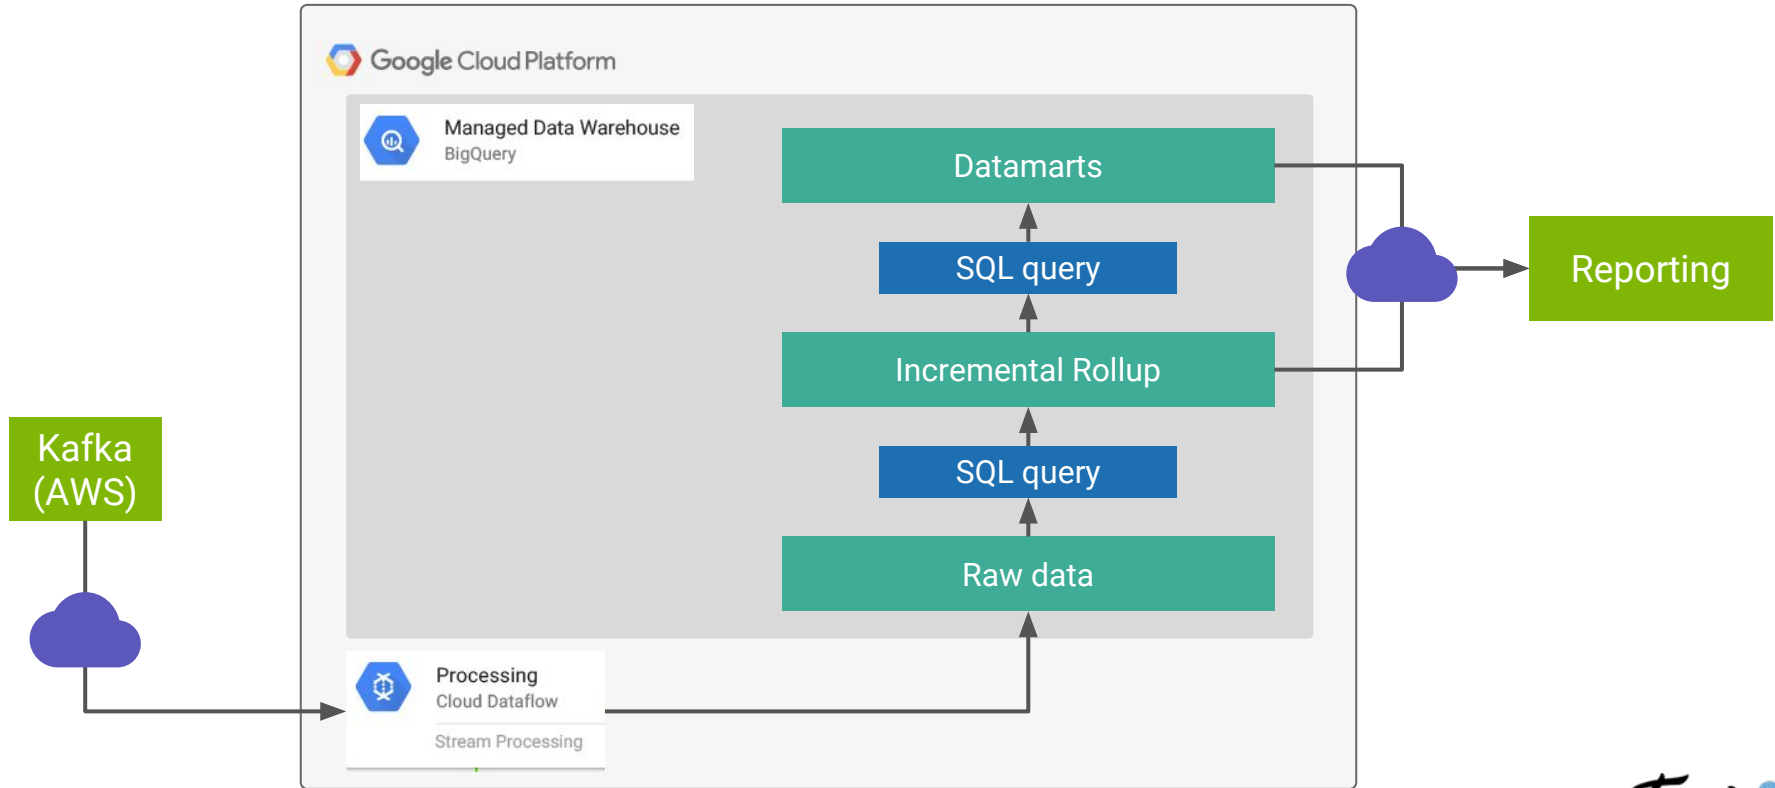 Google Cloud Platform
Managed Data Warehouse
BigQuery
Datamarts
SQL query
Incremental Rollup
SQL query
Raw data
Reporting
Kafka
(AWS)
Processing
Cloud Dataflow
Stream Processing